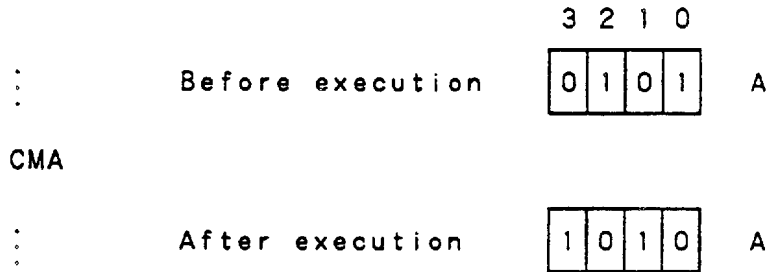 3 2 1 0
Before execution 0 1 0 1 A
CMA
After execution 1 0 1 0 A